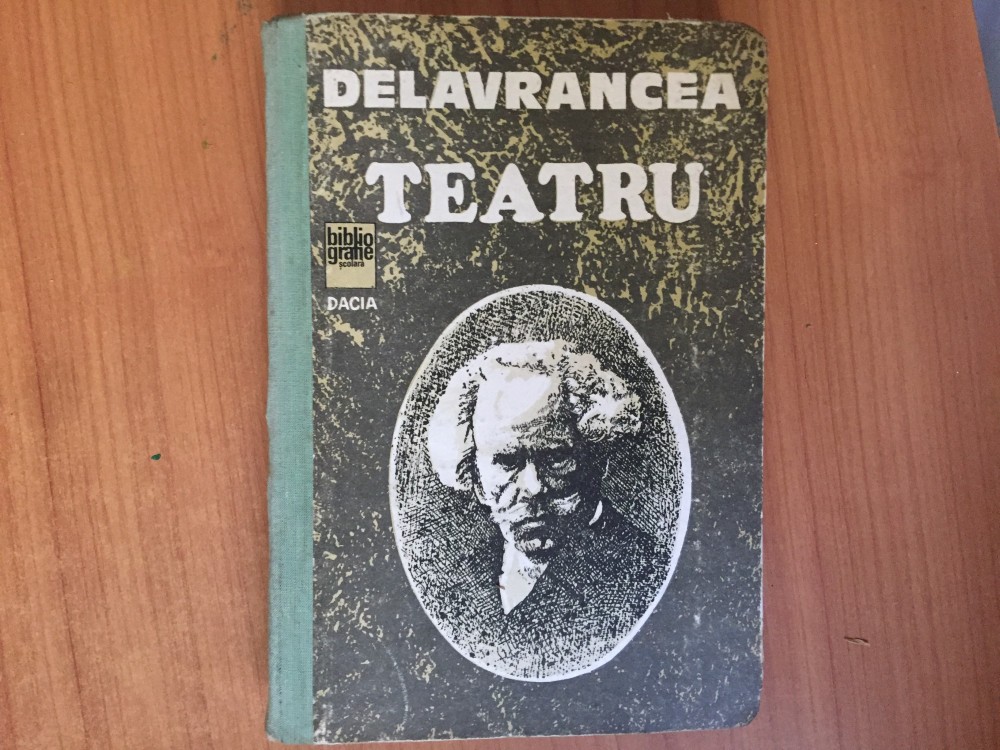 DELAVRANCEA
TEATRU
biblio
grafie
școlară
DACIA